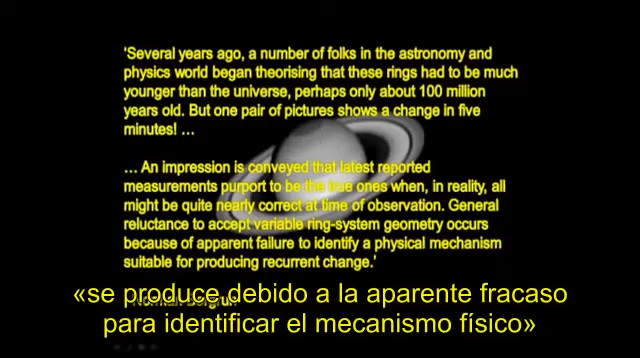 ‘Several years ago, a number of folks in the astronomy and
physics world began theorising that these rings had to be much
younger than the universe, perhaps only about 100 million
years old. But one pair of pictures shows a change in five
minutes! ...
... An impression is conveyed that latest reported
measurements purport to be the true ones when, in reality, all
might be quite nearly correct at time of observation. General
reluctance to accept variable ring-system geometry occurs
because of apparent failure to identify a physical mechanism
suitable for producing recurrent change.’
«se produce debido a la aparente fracaso
para identificar el mecanismo físico»